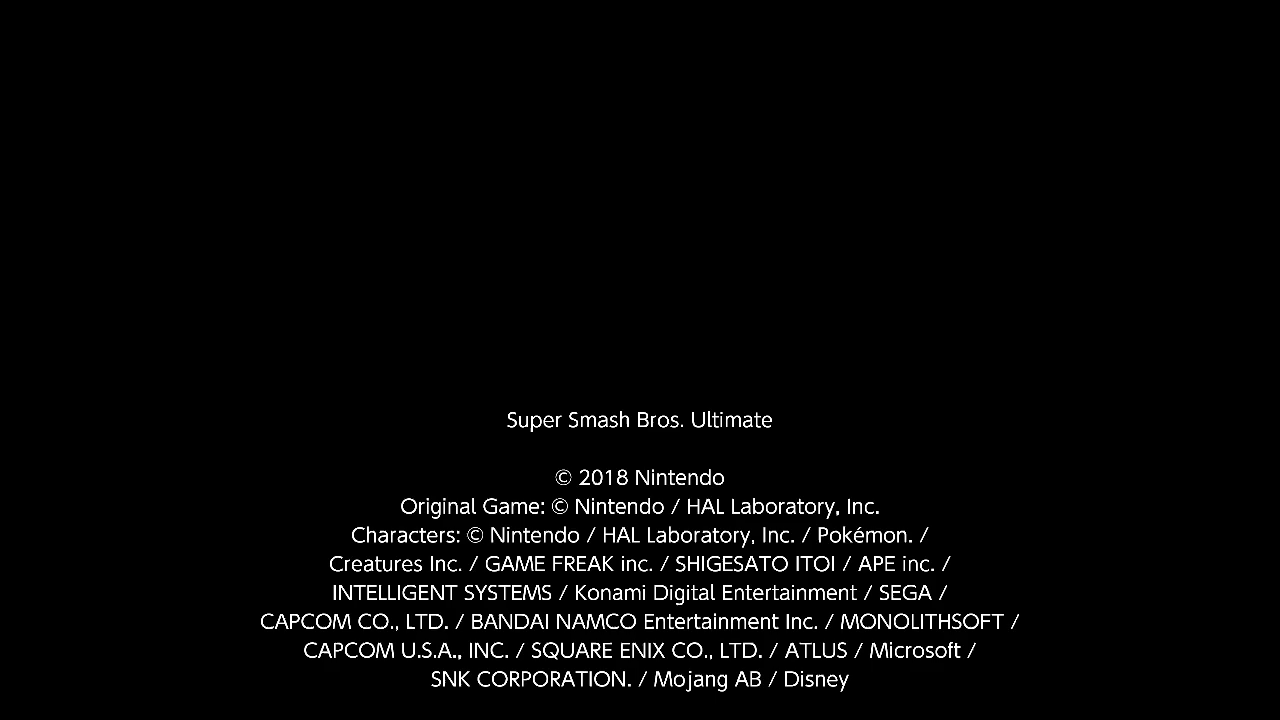 Super Smash Bros. Ultimate
© 2018 Nintendo
Original Game: © Nintendo / HAL Laboratory, Inc.
Characters: © Nintendo / HAL Laboratory, Inc. / Pokémon. /
Creatures Inc. / GAME FREAK inc. / SHIGESATO ITOI / APE inc. /
INTELLIGENT SYSTEMS / Konami Digital Entertainment / SEGA /
CAPCOM CO., LTD. / BANDAI NAMCO Entertainment Inc. / MONOLITHSOFT /
CAPCOM U.S.A., INC. / SQUARE ENIX CO., LTD. / ATLUS / Microsoft /
SNK CORPORATION. / Mojang AB / Disney